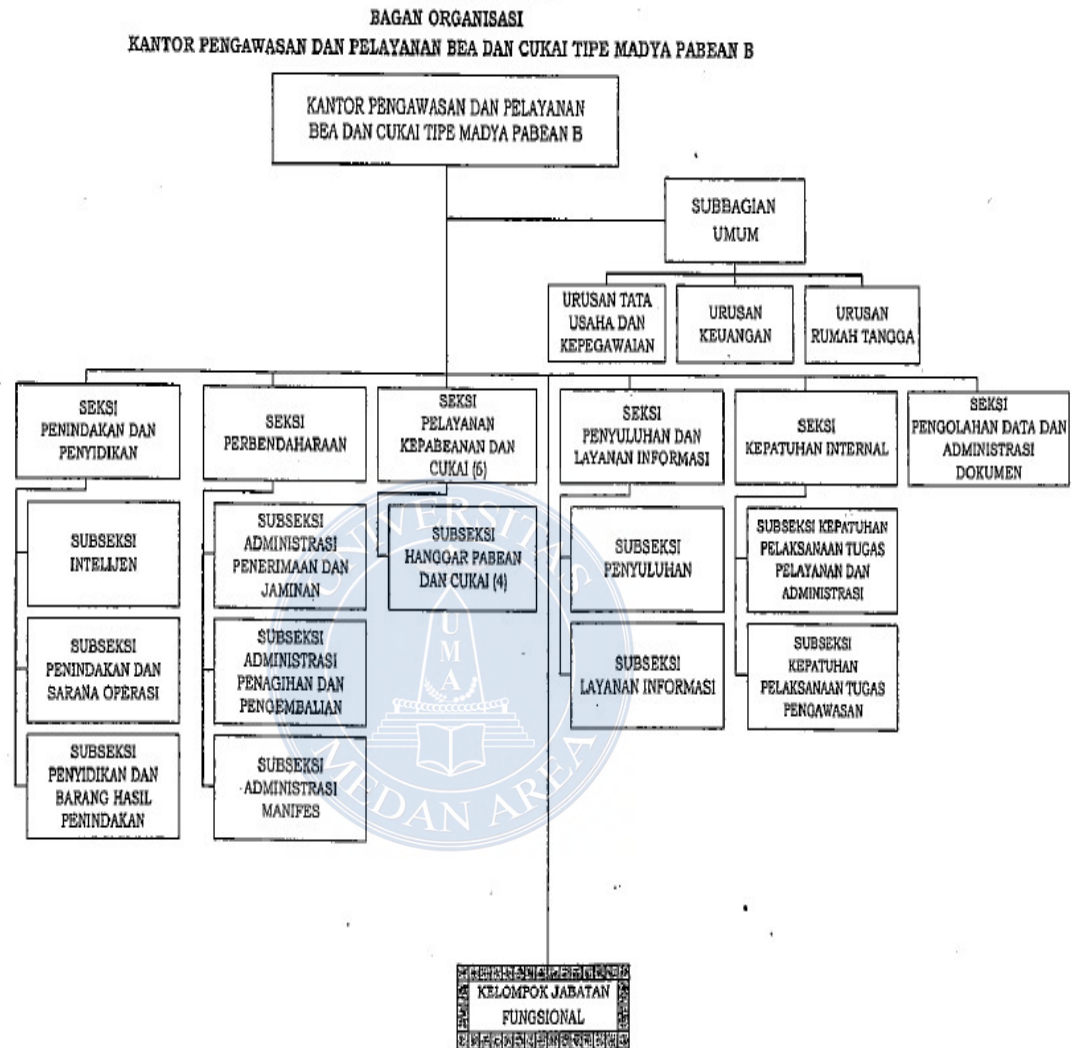 BAGAN ORGANISASI
KANTOR PENGAWASAN DAN PELAYANAN BEA DAN CUKAI TIPE MADYA PABEAN B
KANTOR PENGAWASAN DAN PELAYANAN
BEA DAN CUKAI TIPE MADYA PABEAN B
SUBBAGIAN
UMUM
URUSAN TATA
USAHA DAN
KEPEGAWAIAN
URUSAN
KEUANGAN
URUSAN
RUMAH TANGGA
SEKSI
PENINDAKAN DAN
PENYIDIKAN
SEKSI
PERBENDAHARAAN
SEKSI
PELAYANAN
KEPABEANAN DAN
CUKAI (6)
SEKSI
PENYULUHAN DAN
LAYANAN INFORMASI
SEKSI
KEPATUHAN INTERNAL
SEKSI
PENGOLAHAN DATA DAN
ADMINISTRASI
DOKUMEN
SUBSEKSI
INTELIJEN
SUBSEKSI
PENINDAKAN DAN
SARANA OPERASI
SUBSEKSI
PENYIDIKAN DAN
BARANG HASIL
PENINDAKAN
SUBSEKSI
ADMINISTRASI
PENERIMAAN DAN
JAMINAN
SUBSEKSI
ADMINISTRASI
PENAGIHAN DAN
PENGEMBALIAN
SUBSEKSI
ADMINISTRASI
MANIFES
SUBSEKSI
HANGGAR PABEAN
DAN CUKAI (4)
SUBSEKSI
PENYULUHAN
SUBSEKSI
LAYANAN INFORMASI
SUBSEKSI KEPATUHAN
PELAKSANAAN TUGAS
PELAYANAN DAN
ADMINISTRASI
SUBSEKSI
KEPATUHAN
PELAKSANAAN TUGAS
PENGAWASAN
UNIVERSITAS
UMA
MEDAN AREA
KELOMPOK JABATAN
FUNGSIONAL